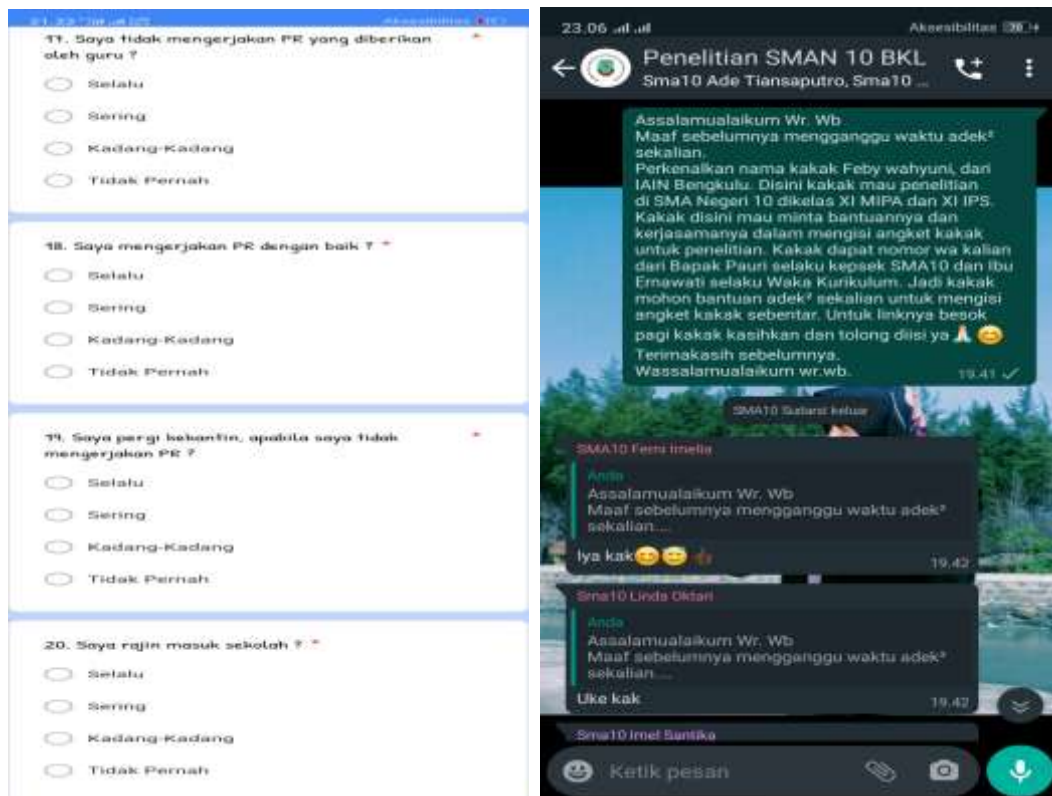 11. Saya tidak mengerjakan PR yang diberikan *
oleh guru ?
Selalu
Sering
Kadang-Kadang
Tidak Pernah
18. Saya mengerjakan PR dengan baik ? *
Selalu
Sering
Kadang-Kadang
Tidak Pernah
19. Saya pergi kekantin, apabila saya tidak *
mengerjakan PR ?
Selalu
Sering
Kadang-Kadang
Tidak Pernah
20. Saya rajin masuk sekolah ? *
Selalu
Sering
Kadang-Kadang
Tidak Pernah
23.06
Aksesibilitas
Penelitian SMAN 10 BKL
Sma10 Ade Tiansaputro, Sma10 ...
Assalamualaikum Wr. Wb
Maaf sebelumnya mengganggu waktu adek²
sekalian.
Perkenalkan nama kakak Feby wahyuni, dari
IAIN Bengkulu. Disini kakak mau penelitian
di SMA Negeri 10 dikelas XI MIPA dan XI IPS.
Kakak disini mau minta bantuannya dan
kerjasamanya dalam mengisi angket kakak
untuk penelitian. Kakak dapat nomor wa kalian
dari Bapak Pauri selaku kepsek SMA10 dan Ibu
Ernawati selaku Waka Kurikulum. Jadi kakak
mohon bantuan adek² sekalian untuk mengisi
angket kakak sebentar. Untuk linknya besok
pagi kakak kasihkan dan tolong diisi ya 🙏 😊
Terimakasih sebelumnya.
Wassalamualaikum wr.wb.
19.41
SMA10 keluar
SMA10 Femi Imelia
Anda
Assalamualaikum Wr. Wb
Maaf sebelumnya mengganggu waktu adek²
sekalian....
Iya kak😊😇👍
19.42
Sma10 Linda Oktari
Anda
Assalamualaikum Wr. Wb
Maaf sebelumnya mengganggu waktu adek²
sekalian....
Uke kak
19.42
Sma10 Imel Santika
Ketik pesan